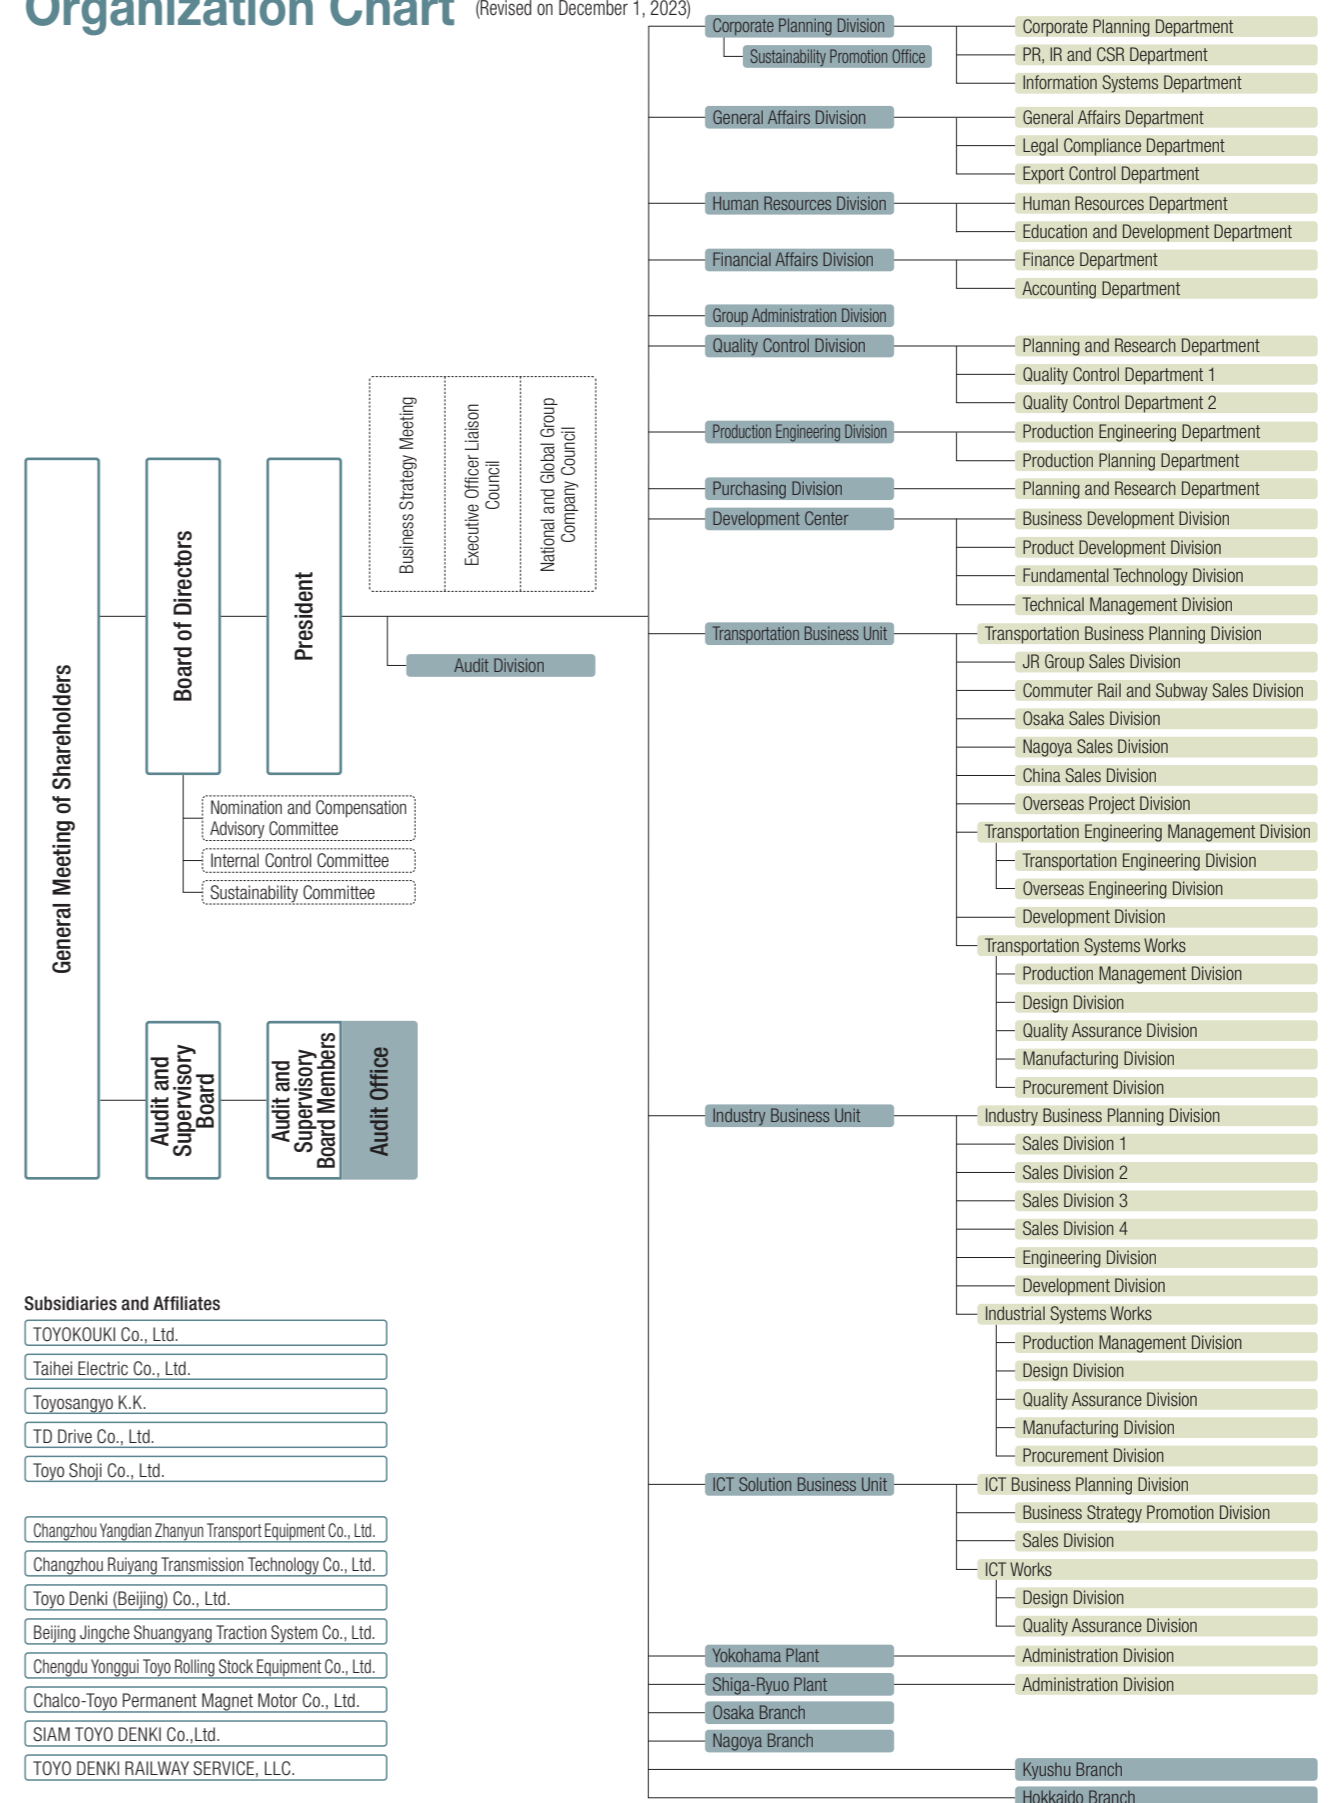 Organization Chart (Revised on December 1, 2023)
General Meeting of Shareholders
Board of Directors
President
Business Strategy Meeting
Executive Officer Liaison
Council
National and Global Group
Company Council
Audit Division
Nomination and Compensation
Advisory Committee
Internal Control Committee
Sustainability Committee
Audit and
Supervisory
Board
Audit and
Supervisory
Board Members
Audit Office
Subsidiaries and Affiliates
TOYOKOUKI Co., Ltd.
Taihei Electric Co., Ltd.
Toyosangyo K.K.
TD Drive Co., Ltd.
Toyo Shoji Co., Ltd.
Changzhou Yangdian Zhanyun Transport Equipment Co., Ltd.
Changzhou Ruiyang Transmission Technology Co., Ltd.
Toyo Denki (Beijing) Co., Ltd.
Beijing Jingche Shuangyang Traction System Co., Ltd.
Chengdu Yonggui Toyo Rolling Stock Equipment Co., Ltd.
Chalco-Toyo Permanent Magnet Motor Co., Ltd.
SIAM TOYO DENKI Co.,Ltd.
TOYO DENKI RAILWAY SERVICE, LLC.
Corporate Planning Division
Sustainability Promotion Office
Corporate Planning Department
PR, IR and CSR Department
Information Systems Department
General Affairs Division
General Affairs Department
Legal Compliance Department
Export Control Department
Human Resources Division
Human Resources Department
Education and Development Department
Financial Affairs Division
Finance Department
Accounting Department
Group Administration Division
Quality Control Division
Planning and Research Department
Quality Control Department 1
Quality Control Department 2
Production Engineering Division
Production Engineering Department
Production Planning Department
Purchasing Division
Planning and Research Department
Development Center
Business Development Division
Product Development Division
Fundamental Technology Division
Technical Management Division
Transportation Business Unit
Transportation Business Planning Division
JR Group Sales Division
Commuter Rail and Subway Sales Division
Osaka Sales Division
Nagoya Sales Division
China Sales Division
Overseas Project Division
Transportation Engineering Management Division
Transportation Engineering Division
Overseas Engineering Division
Development Division
Transportation Systems Works
Production Management Division
Design Division
Quality Assurance Division
Manufacturing Division
Procurement Division
Industry Business Unit
Industry Business Planning Division
Sales Division 1
Sales Division 2
Sales Division 3
Sales Division 4
Engineering Division
Development Division
Industrial Systems Works
Production Management Division
Design Division
Quality Assurance Division
Manufacturing Division
Procurement Division
ICT Solution Business Unit
ICT Business Planning Division
Business Strategy Promotion Division
Sales Division
ICT Works
Design Division
Quality Assurance Division
Yokohama Plant
Administration Division
Shiga-Ryuo Plant
Administration Division
Osaka Branch
Nagoya Branch
Kyushu Branch
Hokkaido Branch